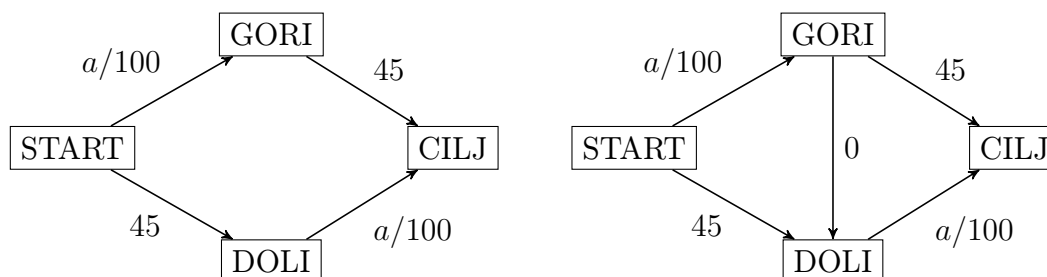 GORI
a/100
45
START
CILJ
45
a/100
DOLI
GORI
a/100
45
START
0
CILJ
45
a/100
DOLI